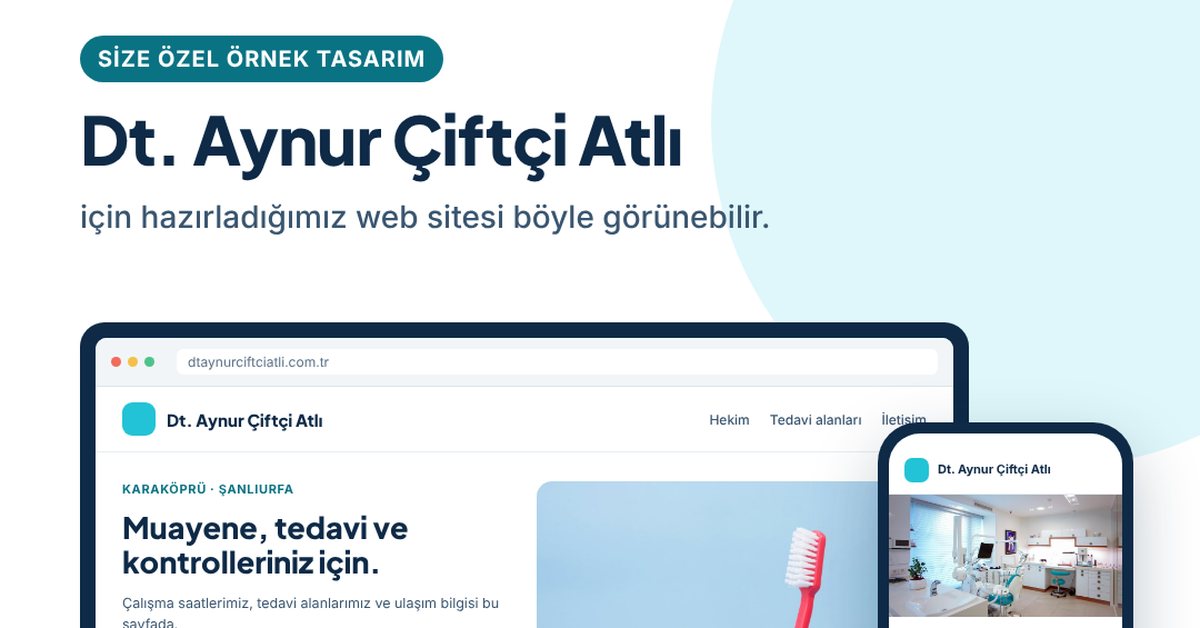 SİZE ÖZEL ÖRNEK TASARIM
Dt. Aynur Çiftçi Atlı
için hazırladığımız web sitesi böyle görünebilir.
dtaynurciftciatli.com.tr
Dt. Aynur Çiftçi Atlı
Hekim Tedavi alanları İletişim
Dt. Aynur Çiftçi Atlı
KARAKÖPRÜ · ŞANLIURFA
Muayene, tedavi ve
kontrolleriniz için.
Çalışma saatlerimiz, tedavi alanlarımız ve ulaşım bilgisi bu
sayfada.